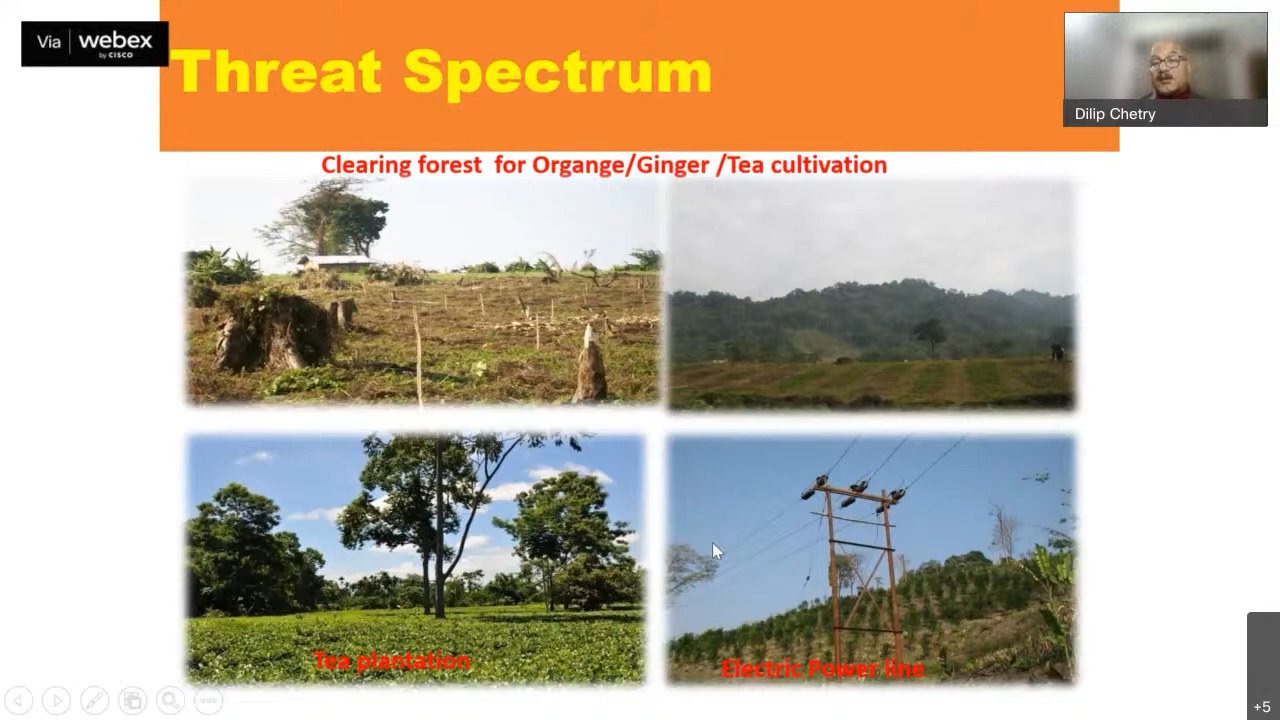 Via webex
by CISCO
Threat Spectrum
Dilip Chetry
Clearing forest for Organge/Ginger /Tea cultivation
Tea plantation
Electric Power line
+5